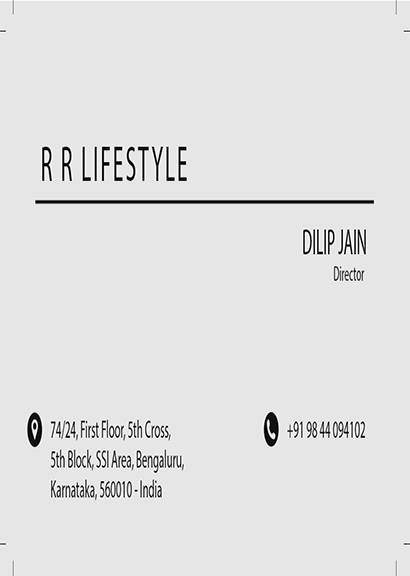 R R LIFESTYLE
DILIP JAIN
Director
74/24, First Floor, 5th Cross,
5th Block, SSI Area, Bengaluru,
Karnataka, 560010 - India
+91 98 44 094102